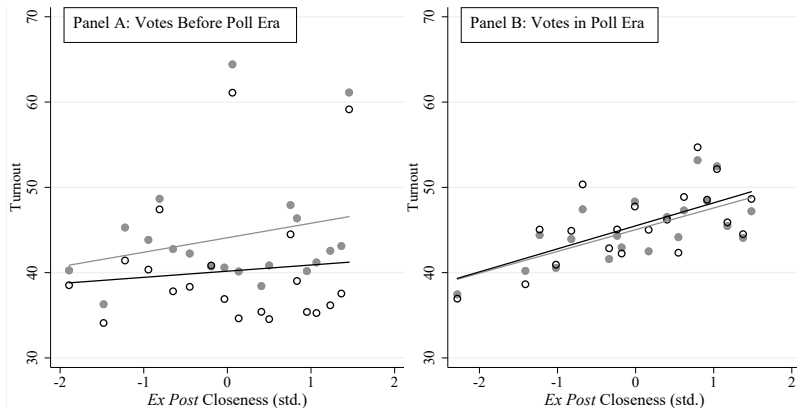 Panel A: Votes Before Poll Era
70
60
50
40
30
Turnout
-2 -1 0 1 2
Ex Post Closeness (std.)
Panel B: Votes in Poll Era
70
60
50
40
30
Turnout
-2 -1 0 1 2
Ex Post Closeness (std.)